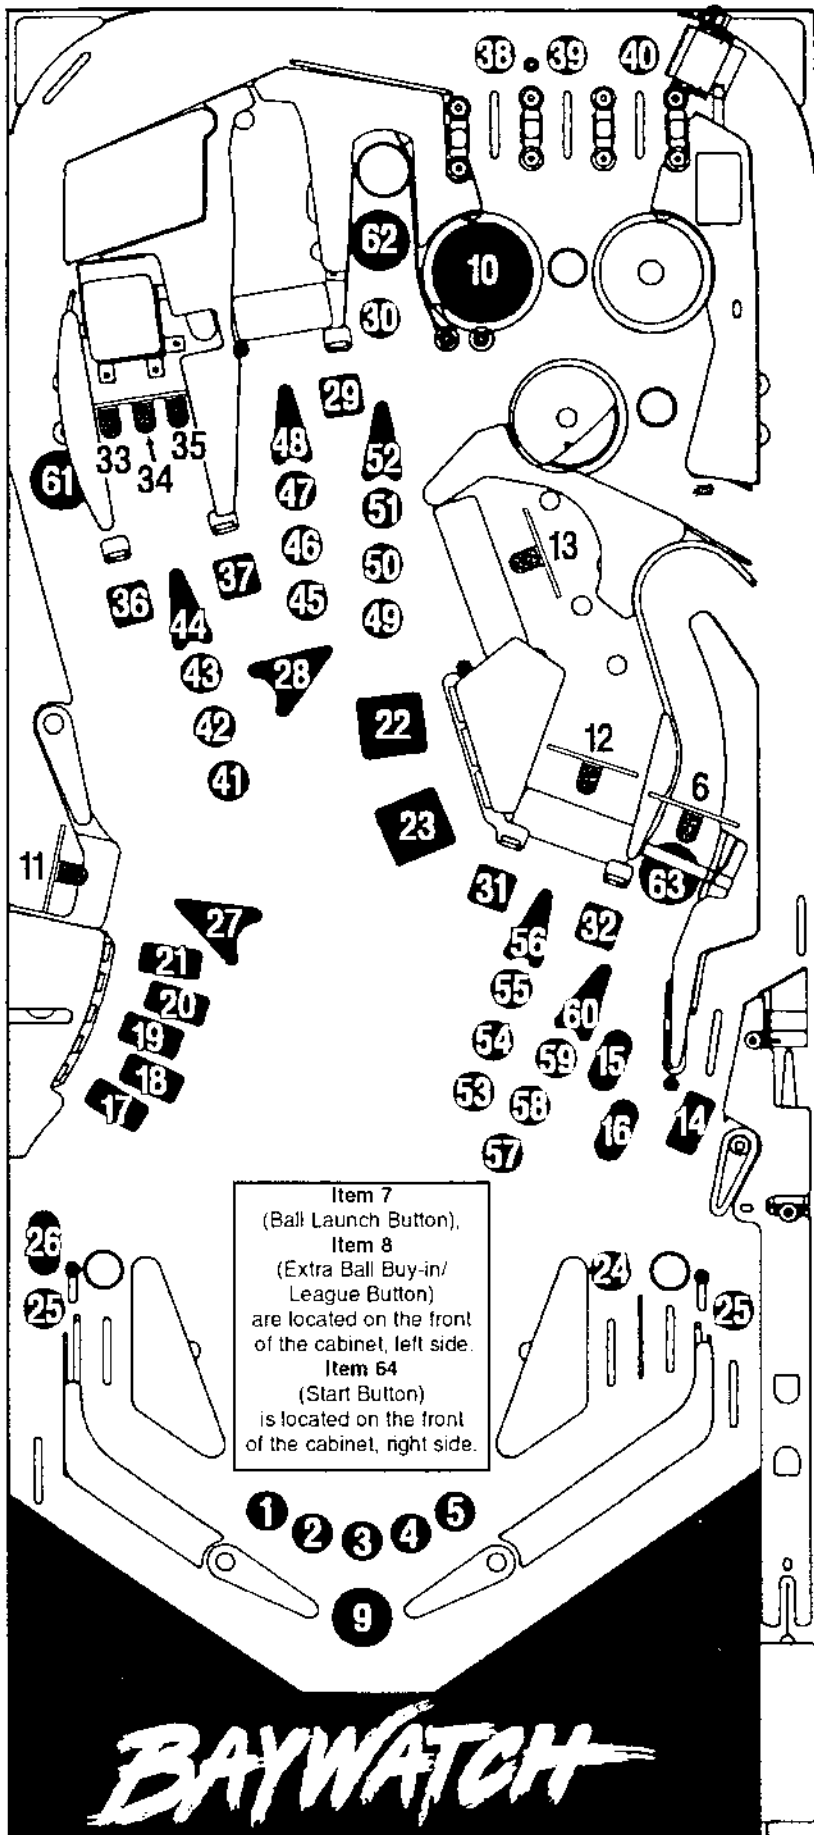 38 39 40
62 10
30
29
33 34 35
48 52
61 47 51
13
46 50
36 37 45 49
44
43 28
42 22 12
41 6
23
11 31 63
27 32
56
21 55
20 60
19 54 59 15
18 53
17 58 16 14
57
Item 7
(Ball Launch Button),
Item 8
(Extra Ball Buy-in/
League Button)
are located on the front
of the cabinet, left side.
Item 64
(Start Button)
is located on the front
of the cabinet, right side.
26 24
25 25
1 2 3 4 5
9
BAYWATCH